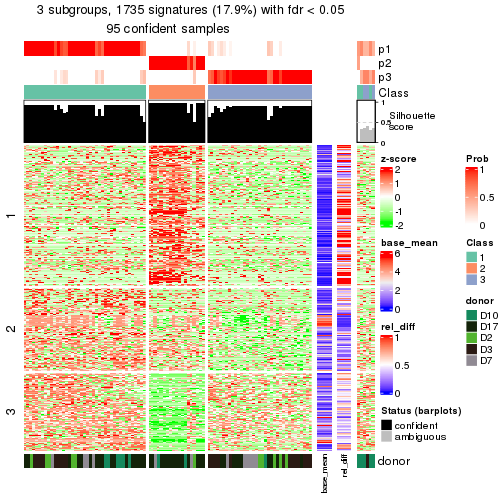 3 subgroups, 1735 signatures (17.9%) with fdr < 0.05
95 confident samples
p1
p2
p3
Class
1
0.5
0
Silhouette
score
1
2
3
z-score
2
1
0
-1
-2
Prob
1
0.5
0
base_mean
6
4
2
0
Class
1
2
3
rel_diff
1
0.5
0
donor
D10
D17
D2
D3
D7
Status (barplots)
confident
ambiguous
base_mean
rel_diff
donor